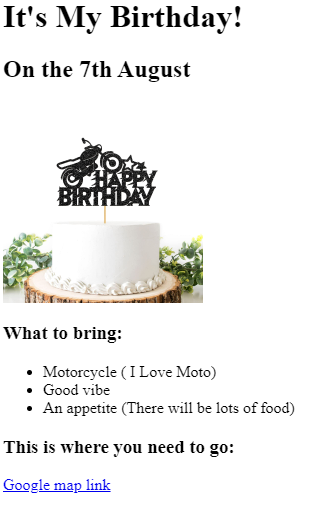 It's My Birthday!
On the 7th August
HAPPY
BIRTHDAY
What to bring:
Motorcycle ( I Love Moto)
Good vibe
An appetite (There will be lots of food)
This is where you need to go:
Google map link